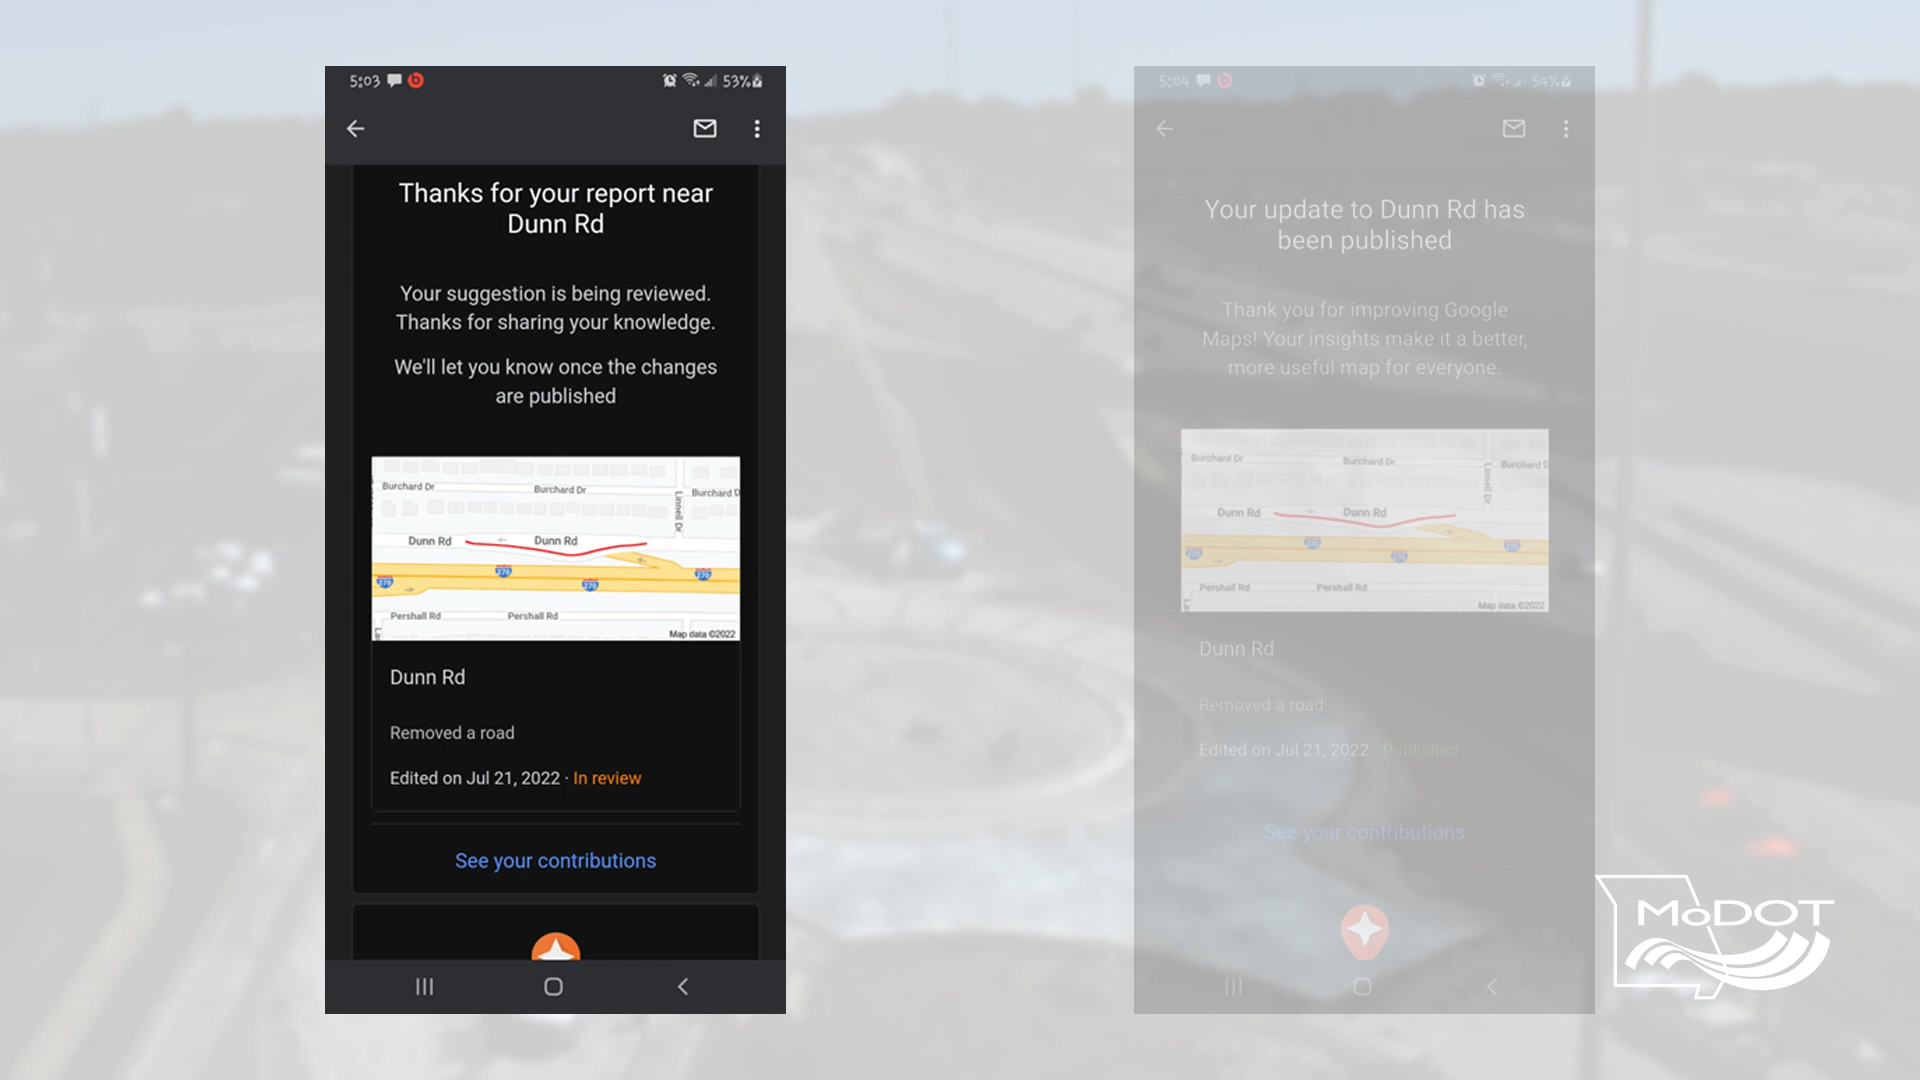 5:03
53%
Thanks for your report near
Dunn Rd
Your suggestion is being reviewed.
Thanks for sharing your knowledge.
We'll let you know once the changes
are published
Burchard Dr
Burchard Dr
Burchard D
Linnell Dr
Dunn Rd
Dunn Rd
270
270
270
270
Pershall Rd
Pershall Rd
Map data ©2022
Dunn Rd
Removed a road
Edited on Jul 21, 2022 · In review
See your contributions
5:04
54%
Your update to Dunn Rd has
been published
Thank you for improving Google
Maps! Your insights make it a better,
more useful map for everyone.
Burchard Dr
Burchard Dr
Burchard D
Linnell Dr
Dunn Rd
Dunn Rd
270
270
270
270
Pershall Rd
Pershall Rd
Map data ©2022
Dunn Rd
Removed a road
Edited on Jul 21, 2022 · Published
See your contributions
MoDOT